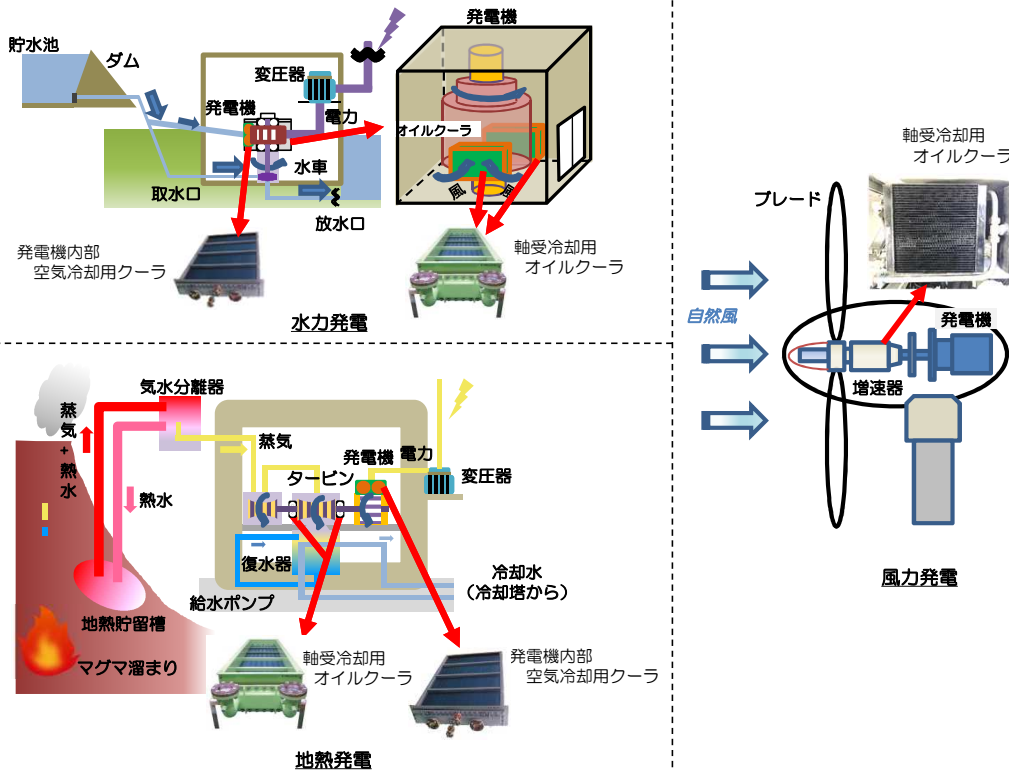 貯水池
ダム
発電機
変圧器
電力
水車
取水口
放水口
発電機
オイルクーラ
風
風
発電機内部
空気冷却用クーラ
軸受冷却用
オイルクーラ
水力発電
気水分離器
蒸気+熱水
熱水
蒸気
タービン
発電機
電力
変圧器
復水器
給水ポンプ
冷却水
(冷却塔から)
地熱貯留槽
マグマ溜まり
軸受冷却用
オイルクーラ
発電機内部
空気冷却用クーラ
地熱発電
軸受冷却用
オイルクーラ
ブレード
自然風
発電機
増速器
風力発電